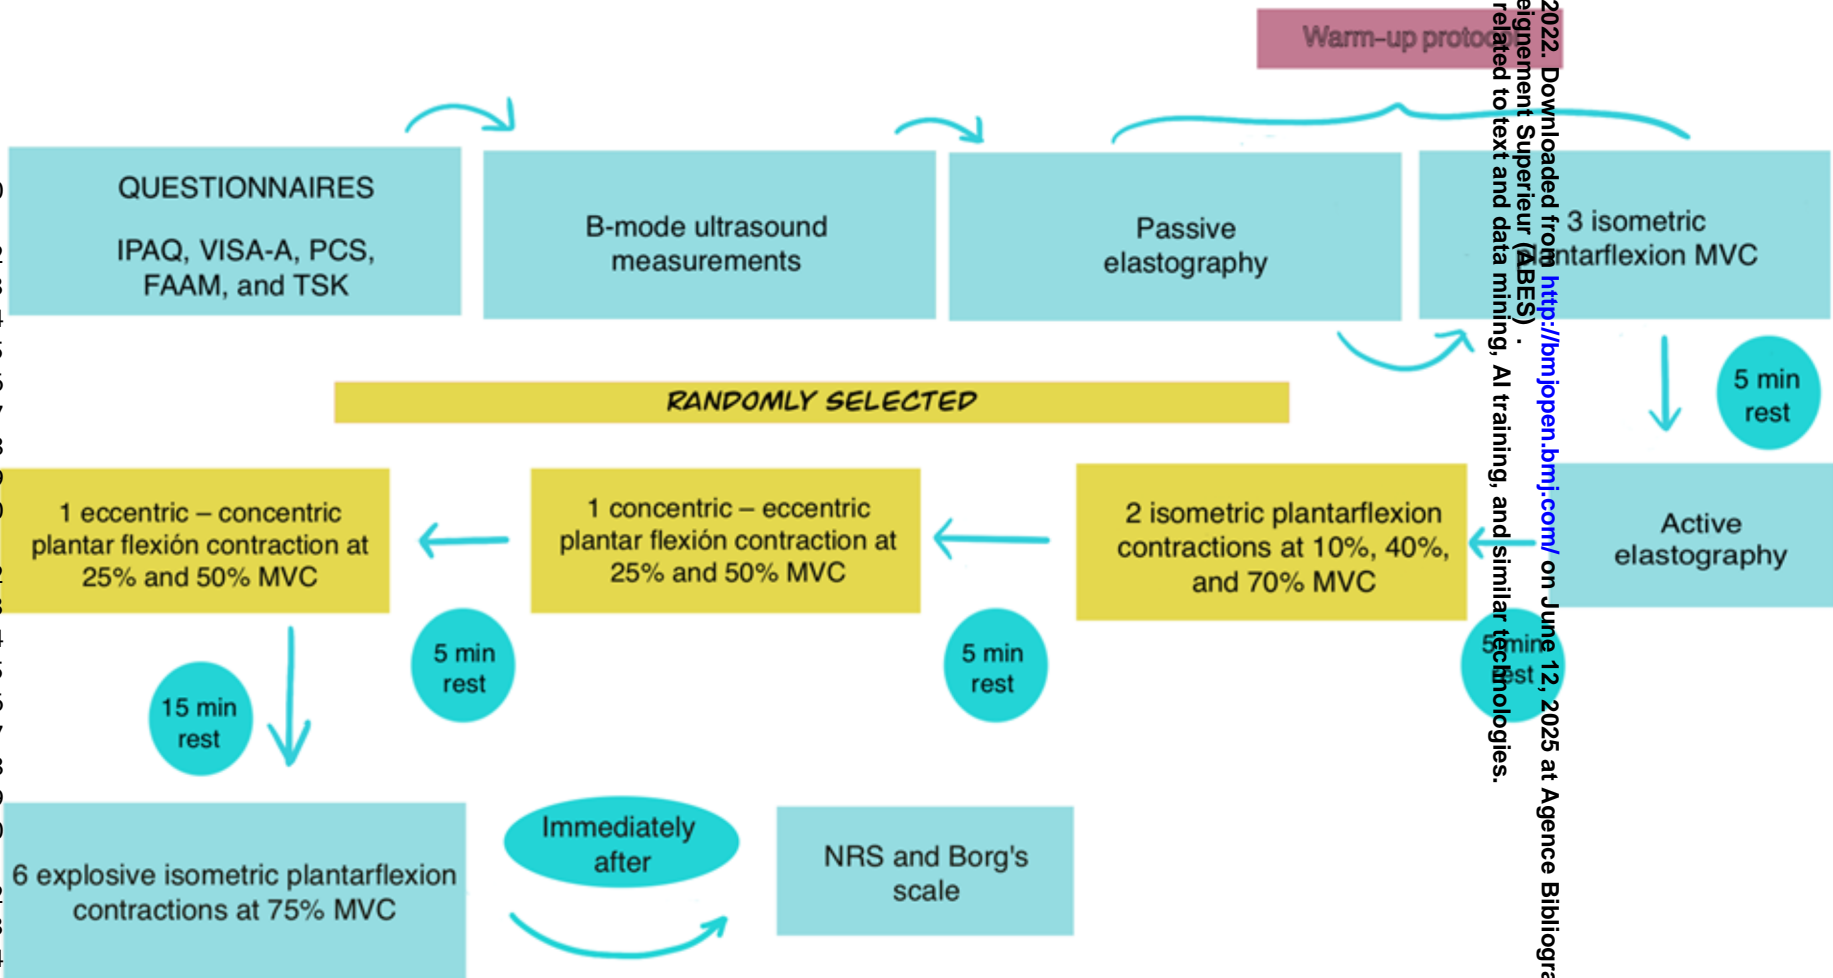 Warm-up protocol
QUESTIONNAIRES
IPAQ, VISA-A, PCS,
FAAM, and TSK
B-mode ultrasound
measurements
Passive
elastography
3 isometric
plantarflexion MVC
5 min
rest
RANDOMLY SELECTED
1 eccentric – concentric
plantar flexión contraction at
25% and 50% MVC
1 concentric – eccentric
plantar flexión contraction at
25% and 50% MVC
2 isometric plantarflexion
contractions at 10%, 40%,
and 70% MVC
Active
elastography
5 min
rest
5 min
rest
5 min
rest
15 min
rest
6 explosive isometric plantarflexion
contractions at 75% MVC
Immediately
after
NRS and Borg's
scale
2022. Downloaded from http://bmjopen.bmj.com/ on June 12, 2025 at Agence
eignement Superieur (ABES) .
related to text and data mining, AI training, and similar technologies.